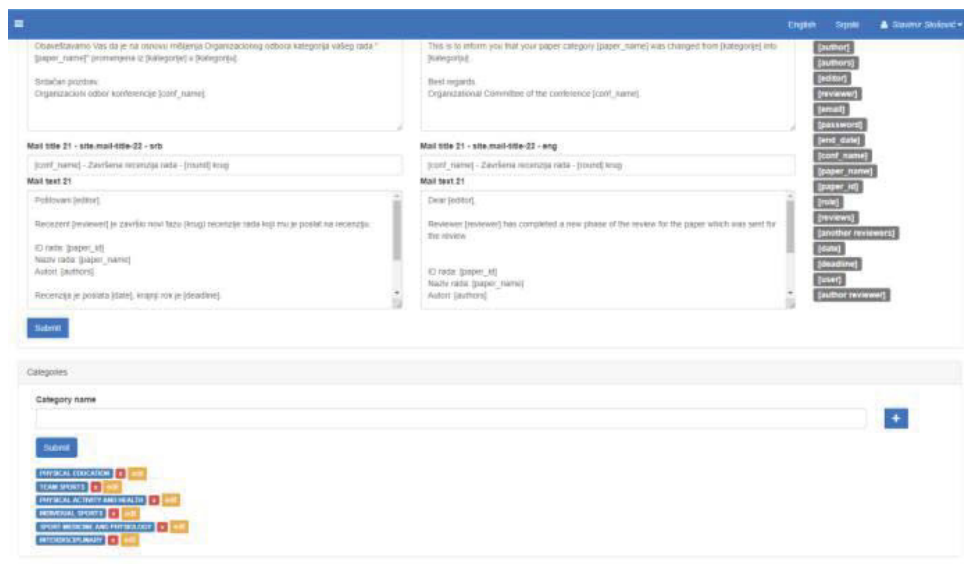 English Srpski Slavomir Stošović
Obaveštavamo Vas da je na osnovu mišljenja Organizacionog odbora kategorija vašeg rada "
[paper_name]" promenjena iz [kategorije] u [kategoriju].
Srdačan pozdrav,
Organizacioni odbor konferencije [conf_name].
This is to inform you that your paper category [paper_name] was changed from [kategorije] into
[kategoriju].
Best regards,
Organizational Committee of the conference [conf_name].
Mail title 21 - site.mail-title-22 - srb
[conf_name] - Završena recenzija rada - [round] krug
Mail text 21
Poštovani [editor],
Recezent [reviewer] je završio novi fazu (krug) recenzije rada koji mu je poslat na recenziju.
ID rada: [paper_id]
Naziv rada: [paper_name]
Autori: [authors]
Recenzija je poslata [date], krajnji rok je [deadline].
Mail title 21 - site.mail-title-22 - eng
[conf_name] - Završena recenzija rada - [round] krug
Mail text 21
Dear [editor],
Reviewer [reviewer] has completed a new phase of the review for the paper which was sent for
the review.
ID rada: [paper_id]
Naziv rada: [paper_name]
Autori: [authors]
[author]
[authors]
[editor]
[reviewer]
[email]
[password]
[end_date]
[conf_name]
[paper_name]
[paper_id]
[role]
[reviews]
[another reviewers]
[date]
[deadline]
[user]
[author reviewer]
Submit
Categories
Category name
+
Submit
PHYSICAL EDUCATION x edit
TEAM SPORTS x edit
PHYSICAL ACTIVITY AND HEALTH x edit
INDIVIDUAL SPORTS x edit
SPORT MEDICINE AND PHYSIOLOGY x edit
INTERDISCIPLINARY x edit